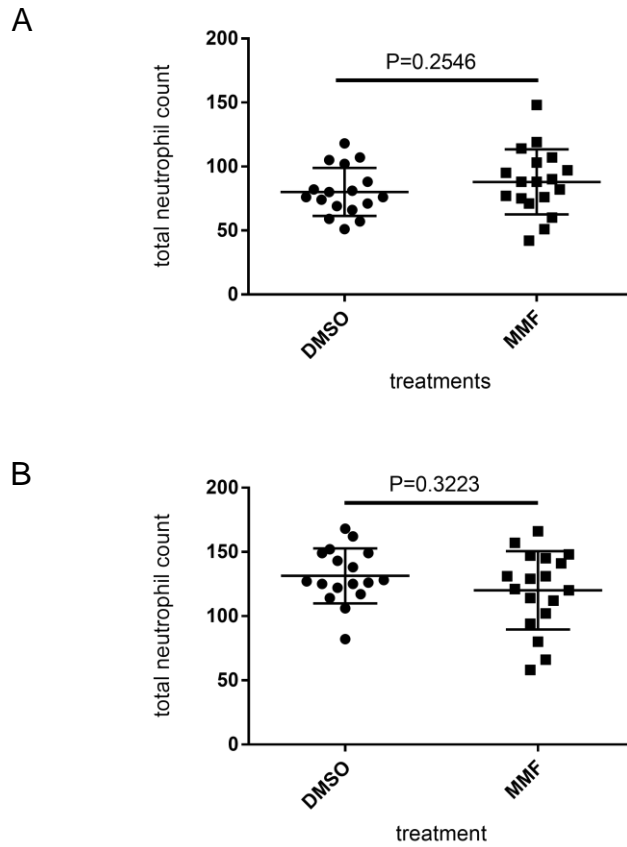 A
200
P=0.2546
150
total neutrophil count
100
50
0
DMSO
MMF
treatments
B
200
P=0.3223
150
total neutrophil count
100
50
0
DMSO
MMF
treatment